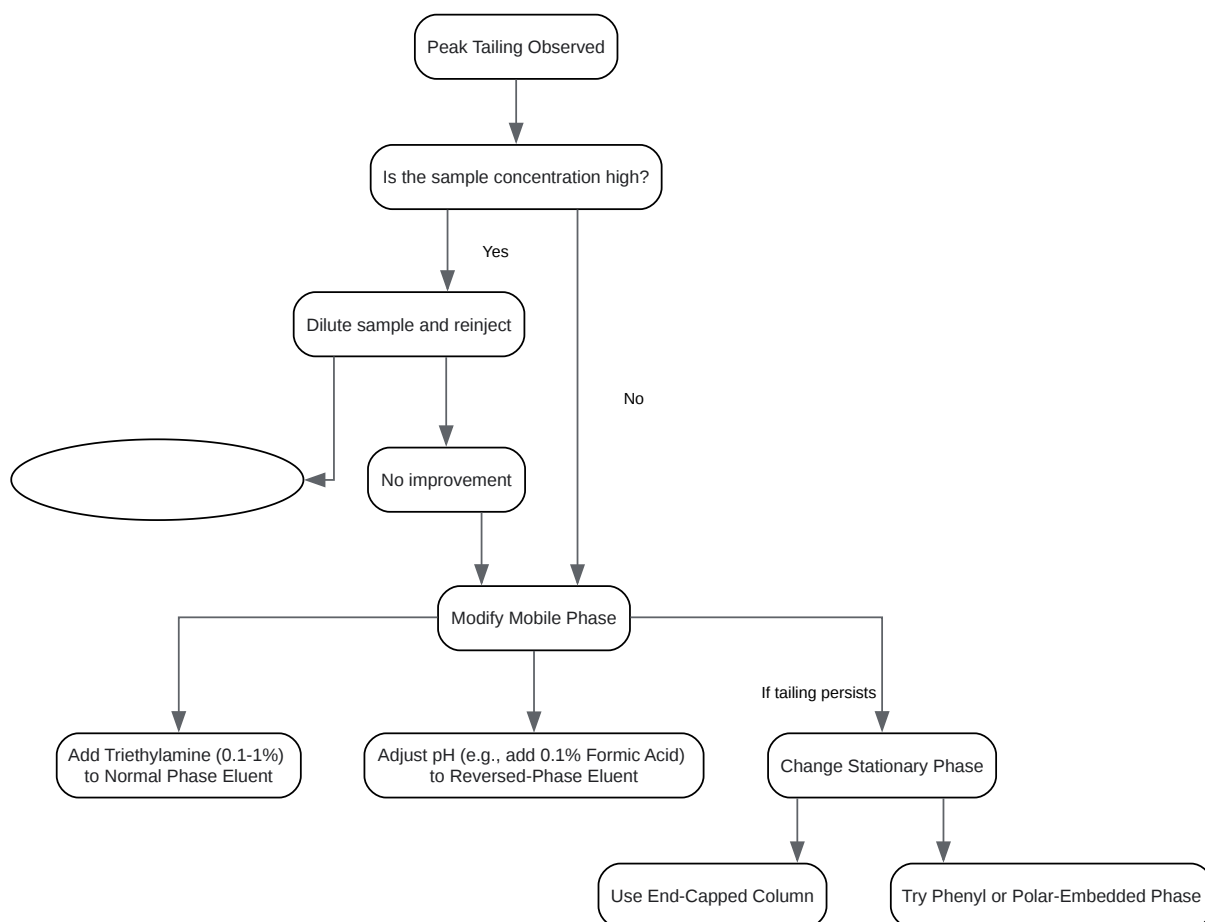 Peak Tailing Observed
Is the sample concentration high?
Yes
Dilute sample and reinject
No
No improvement
Modify Mobile Phase
If tailing persists
Add Triethylamine (0.1-1%)
to Normal Phase Eluent
Adjust pH (e.g., add 0.1% Formic Acid)
to Reversed-Phase Eluent
Change Stationary Phase
Use End-Capped Column
Try Phenyl or Polar-Embedded Phase